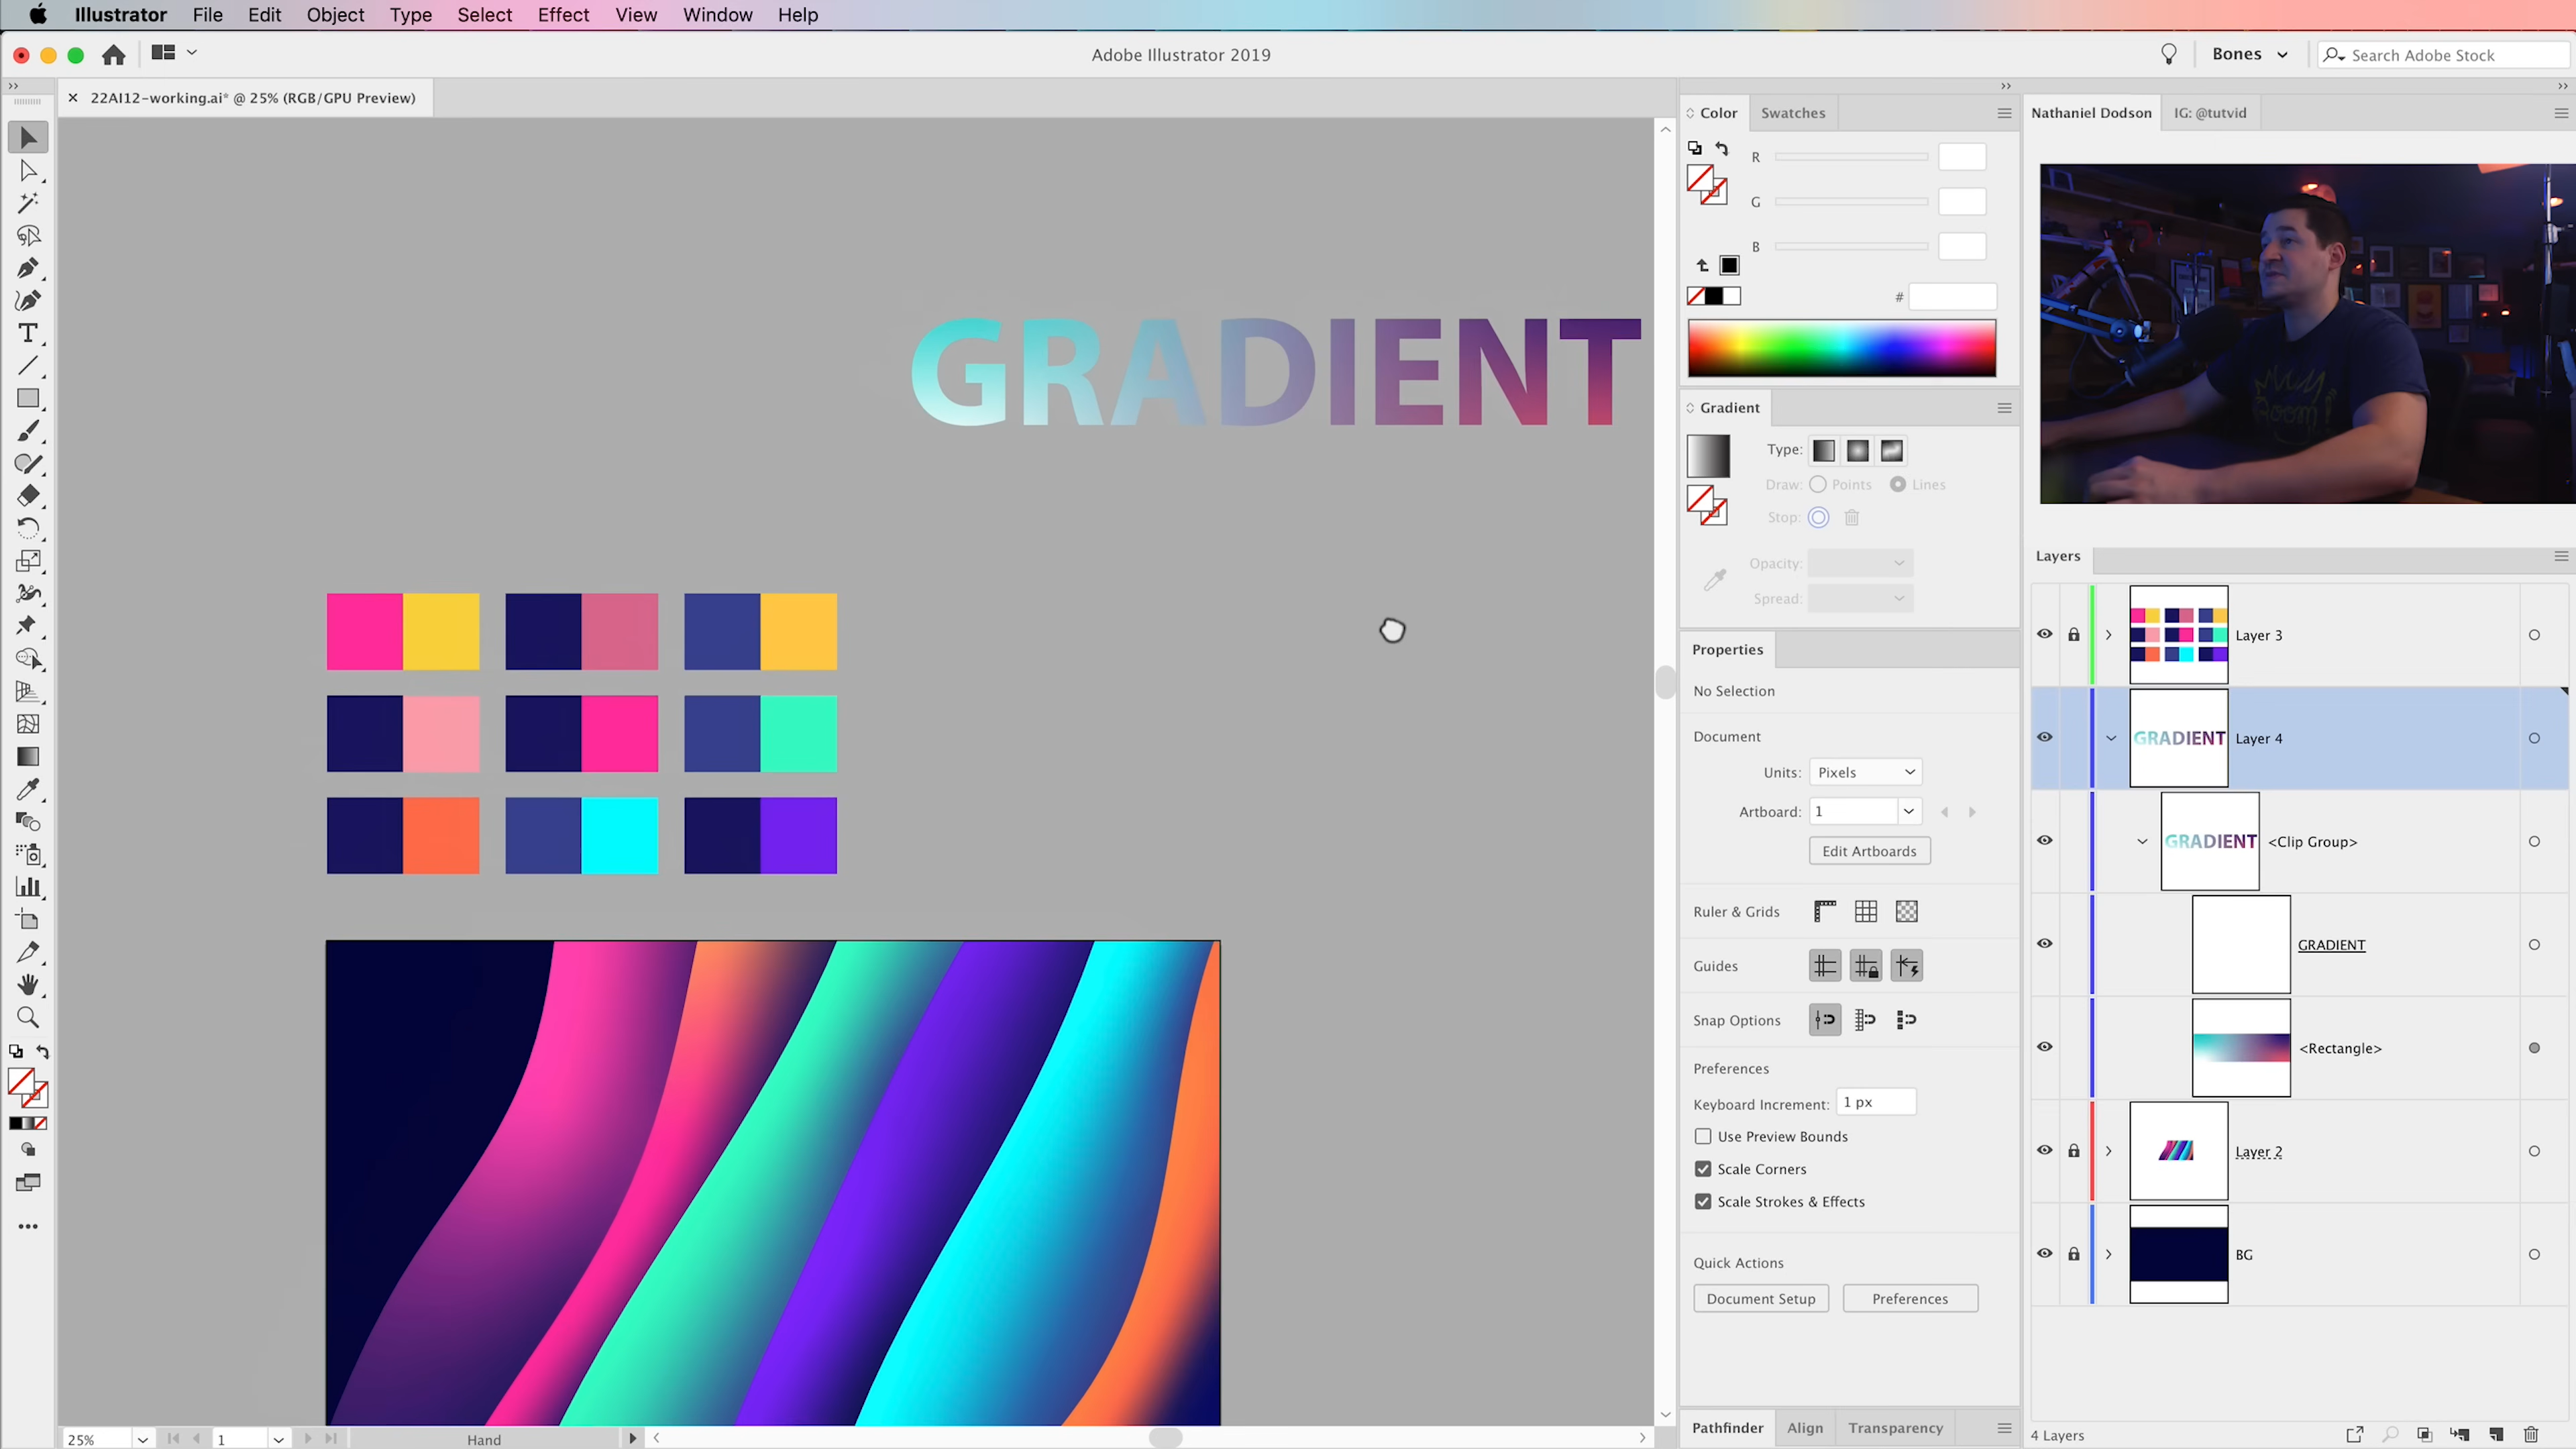 Illustrator File Edit Object Type Select Effect View Window Help
Adobe Illustrator 2019
Bones
Search Adobe Stock
22AI12-working.ai* @ 25% (RGB/GPU Preview)
GRADIENT
25%
1
Hand
Color Swatches
R
G
B
#
Gradient
Type:
Draw: Points Lines
Stop:
Opacity:
Spread:
Properties
No Selection
Document
Units: Pixels
Artboard: 1
Edit Artboards
Ruler & Grids
Guides
Snap Options
Preferences
Keyboard Increment: 1 px
Use Preview Bounds
Scale Corners
Scale Strokes & Effects
Quick Actions
Document Setup Preferences
Pathfinder Align Transparency
Nathaniel Dodson IG: @tutvid
Room!
Layers
Layer 3
GRADIENT Layer 4
GRADIENT <Clip Group>
GRADIENT
<Rectangle>
Layer 2
BG
4 Layers